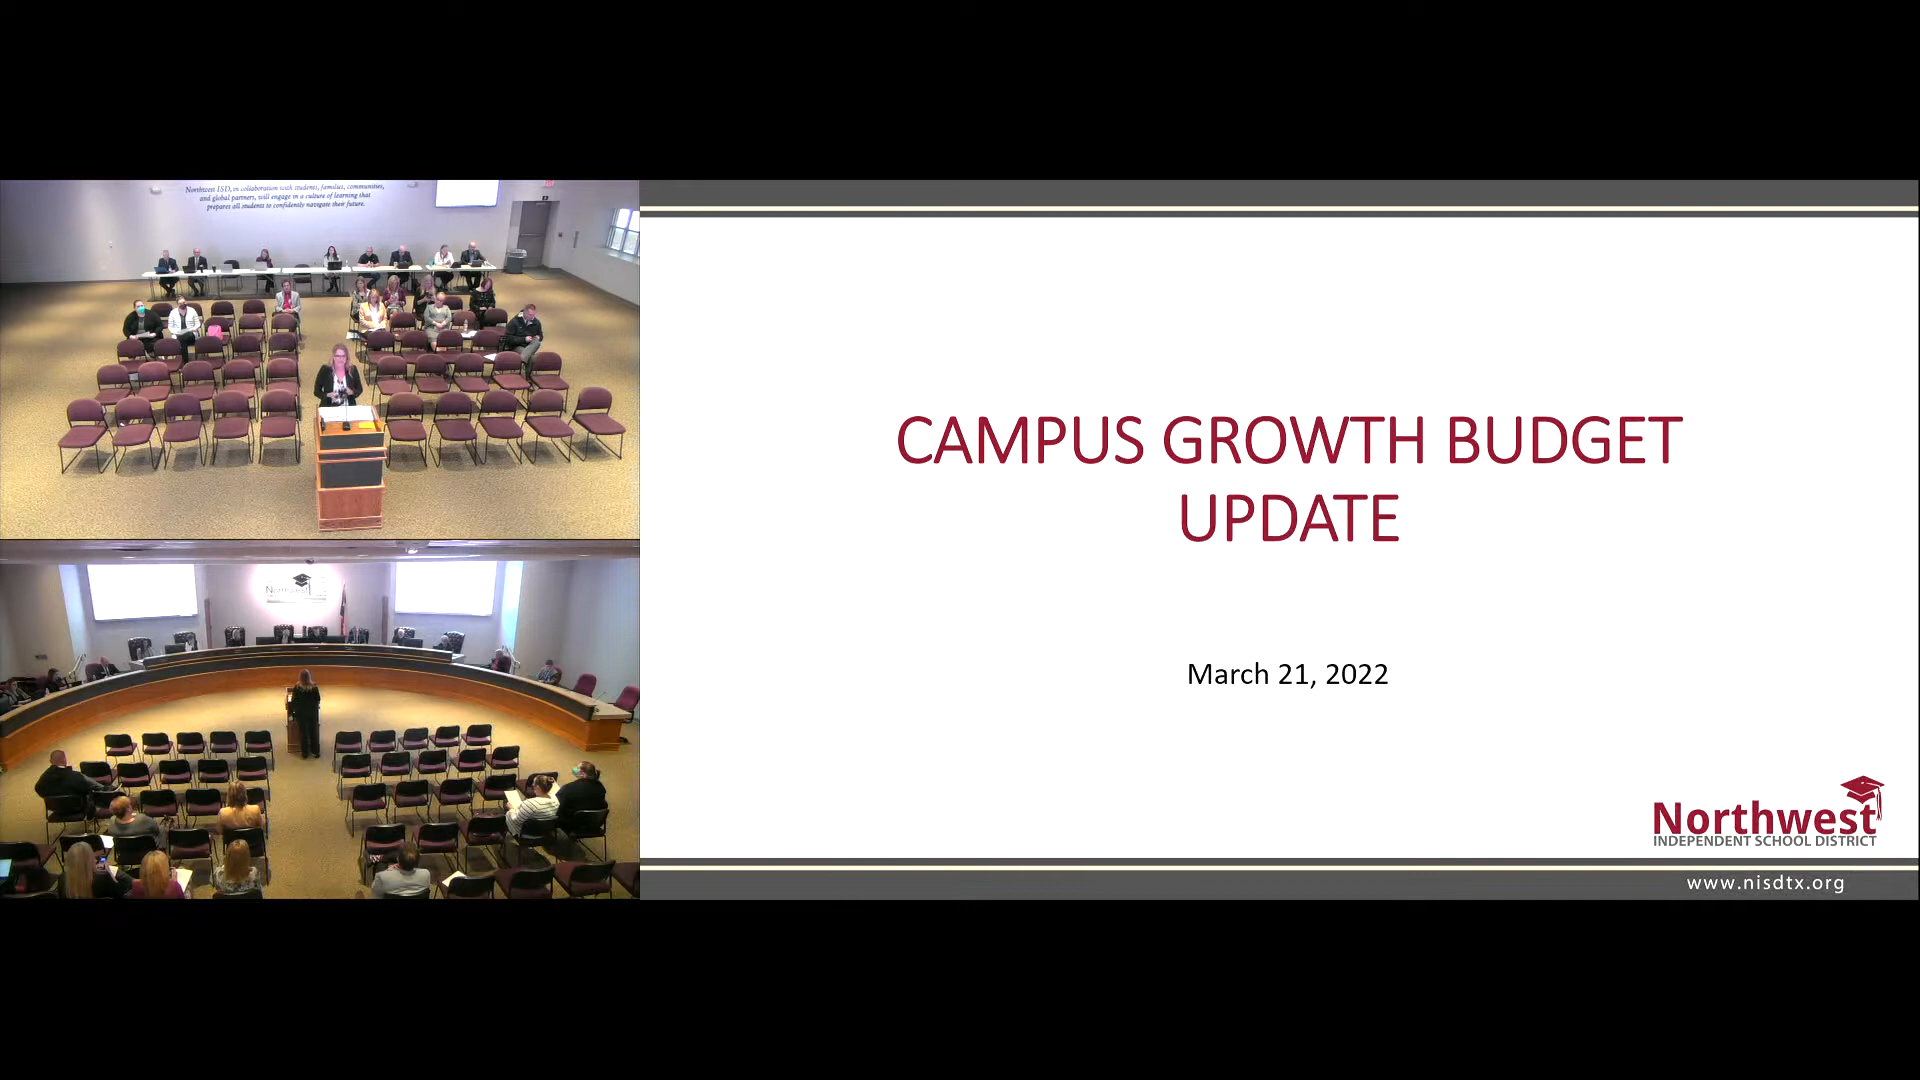 Northwest ISD, in collaboration with students, families, communities,
and global partners, will engage in a culture of learning that
prepares all students to confidently navigate their future.
Northwest
CAMPUS GROWTH BUDGET
UPDATE
March 21, 2022
Northwest
INDEPENDENT SCHOOL DISTRICT
www.nisdtx.org